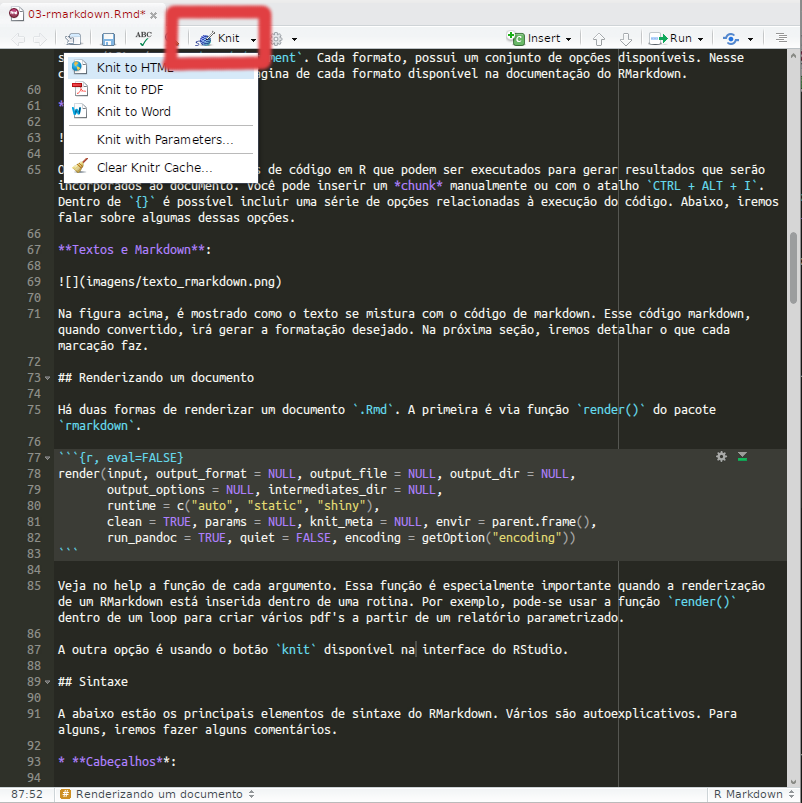 03-rmarkdown.Rmd* ×
ABC Knit Insert Run
ment`. Cada formato, possui um conjunto de opções disponíveis. Nesse
Knit to HTML
ágina de cada formato disponível na documentação do RMarkdown.
Knit to PDF
60
Knit to Word
61 *
62
63 !
Knit with Parameters...
64
Clear Knitr Cache...
65 O s de código em R que podem ser executados para gerar resultados que serão
incorporados ao documento. Você pode inserir um *chunk* manualmente ou com o atalho `CTRL + ALT + I`.
Dentro de `{}` é possível incluir uma série de opções relacionadas à execução do código. Abaixo, iremos
falar sobre algumas dessas opções.
66
67 **Textos e Markdown**:
68
69 ![](imagens/texto_rmarkdown.png)
70
71 Na figura acima, é mostrado como o texto se mistura com o código de markdown. Esse código markdown,
quando convertido, irá gerar a formatação desejado. Na próxima seção, iremos detalhar o que cada
marcação faz.
72
73 ## Renderizando um documento
74
75 Há duas formas de renderizar um documento `.Rmd`. A primeira é via função `render()` do pacote
`rmarkdown`.
76
77 ```{r, eval=FALSE}
78 render(input, output_format = NULL, output_file = NULL, output_dir = NULL,
79 output_options = NULL, intermediates_dir = NULL,
80 runtime = c("auto", "static", "shiny"),
81 clean = TRUE, params = NULL, knit_meta = NULL, envir = parent.frame(),
82 run_pandoc = TRUE, quiet = FALSE, encoding = getOption("encoding"))
83 ```
84
85 Veja no help a função de cada argumento. Essa função é especialmente importante quando a renderização
de um RMarkdown está inserida dentro de uma rotina. Por exemplo, pode-se usar a função `render()`
dentro de um loop para criar vários pdf's a partir de um relatório parametrizado.
86
87 A outra opção é usando o botão `knit` disponível na interface do RStudio.
88
89 ## Sintaxe
90
91 A abaixo estão os principais elementos de sintaxe do RMarkdown. Vários são autoexplicativos. Para
alguns, iremos fazer alguns comentários.
92
93 * **Cabeçalhos**:
94
87:52 # Renderizando um documento R Markdown